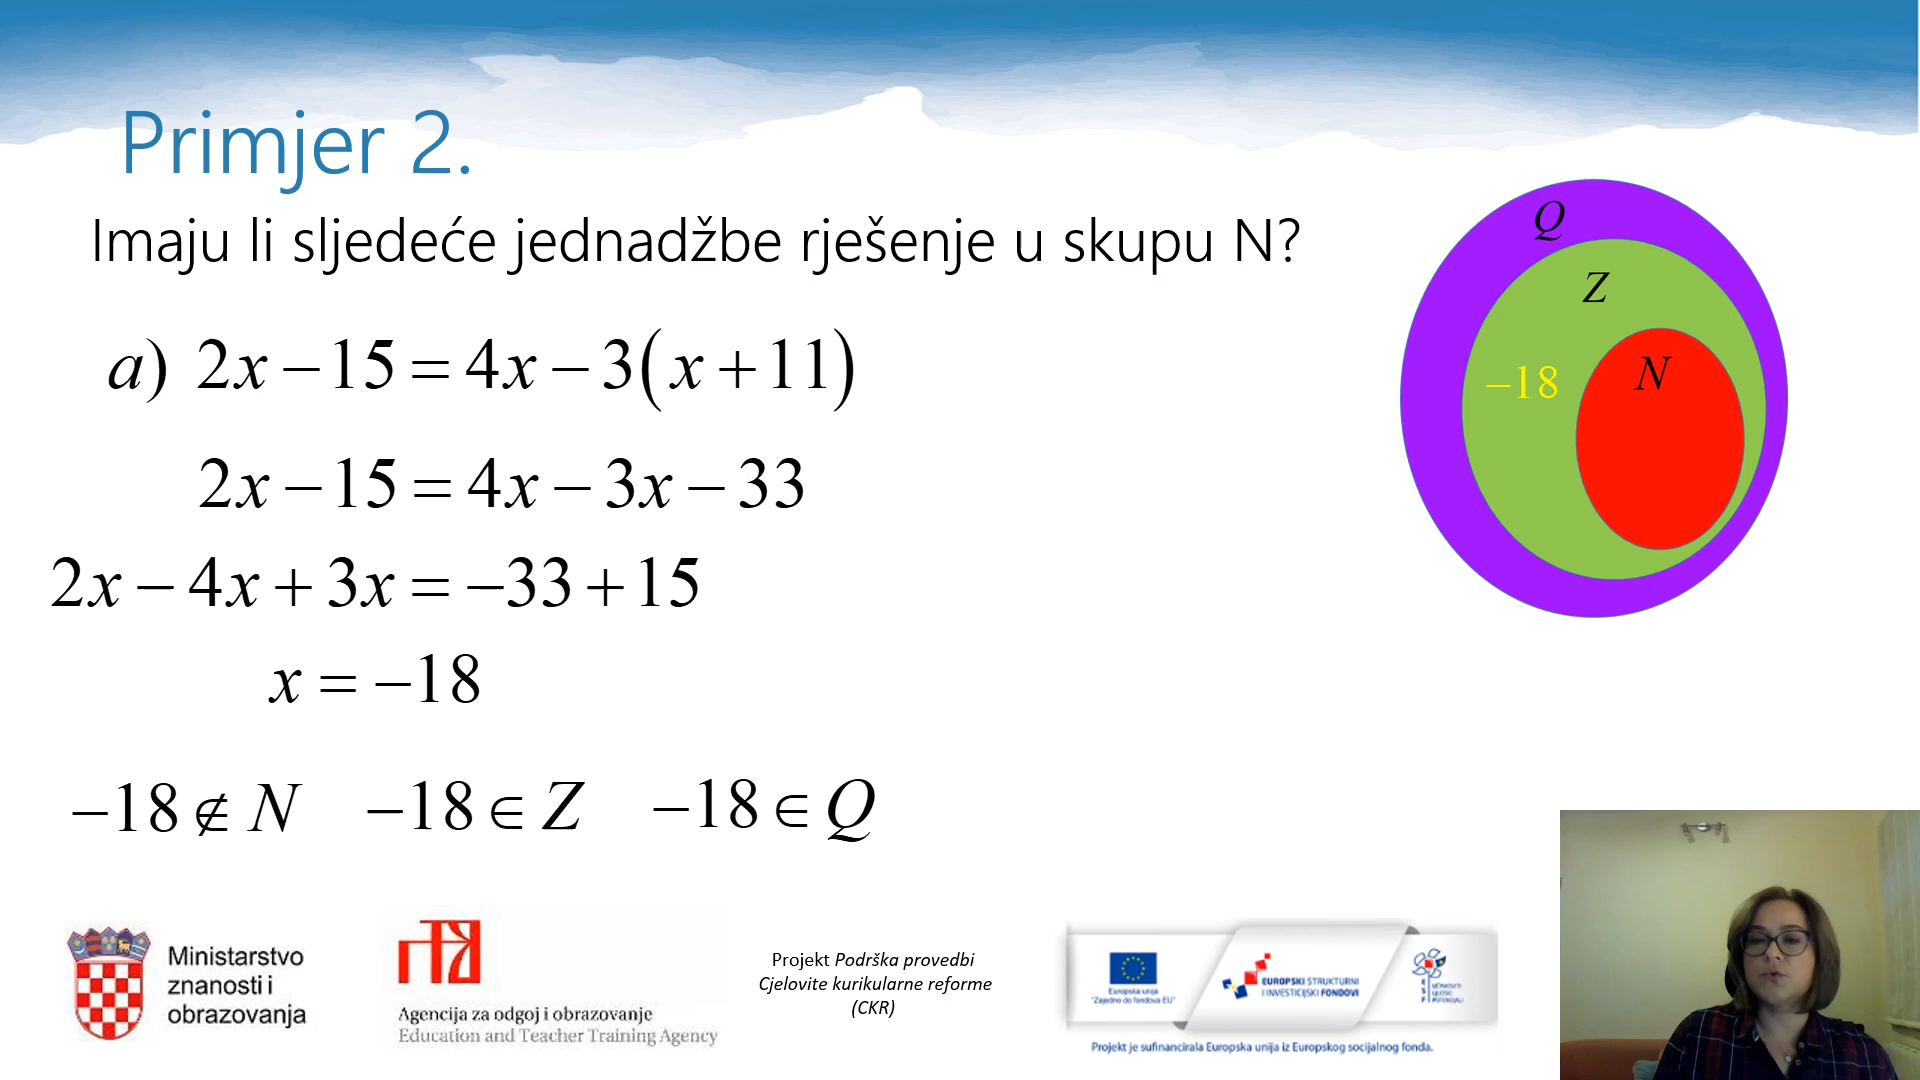 Primjer 2.
Imaju li sljedeće jednadžbe rješenje u skupu N?
a) 2x − 15 = 4x − 3(x + 11)
2x − 15 = 4x − 3x − 33
2x − 4x + 3x = −33 + 15
x = −18
−18 ∉ N −18 ∈ Z −18 ∈ Q
Q
Z
−18
N
Ministarstvo
znanosti i
obrazovanja
Agencija za odgoj i obrazovanje
Education and Teacher Training Agency
Projekt Podrška provedbi
Cjelovite kurikularne reforme
(CKR)
Europska unija
"Zajedno do fondova EU"
EUROPSKI STRUKTURNI
I INVESTICIJSKI FONDOVI
Projekt je sufinancirala Europska unija iz Europskog socijalnog fonda.